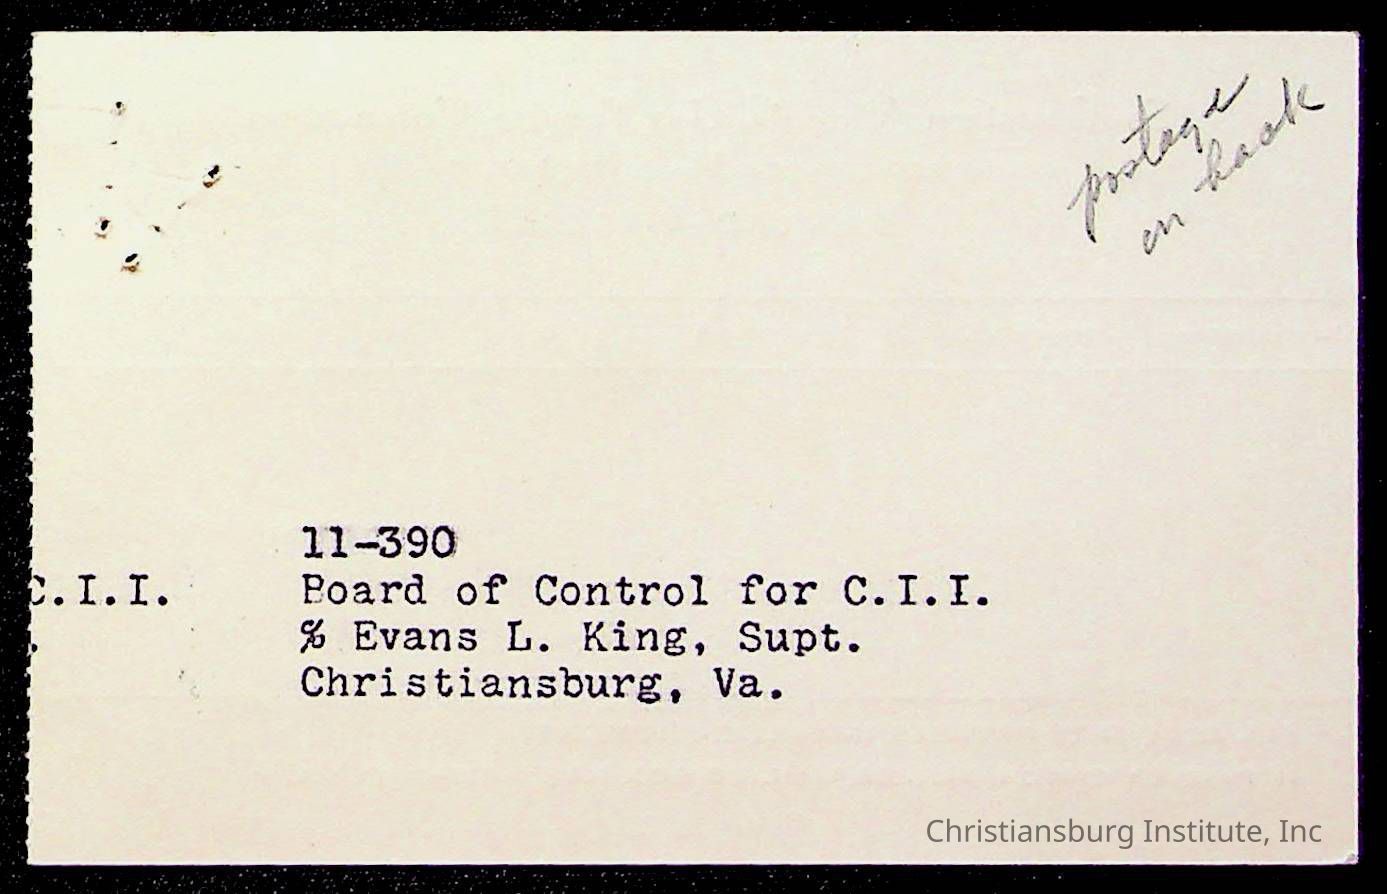 postage
on back
11-390
C.I.I.
Board of Control for C.I.I.
.
% Evans L. King, Supt.
Christiansburg, Va.
Christiansburg Institute, Inc